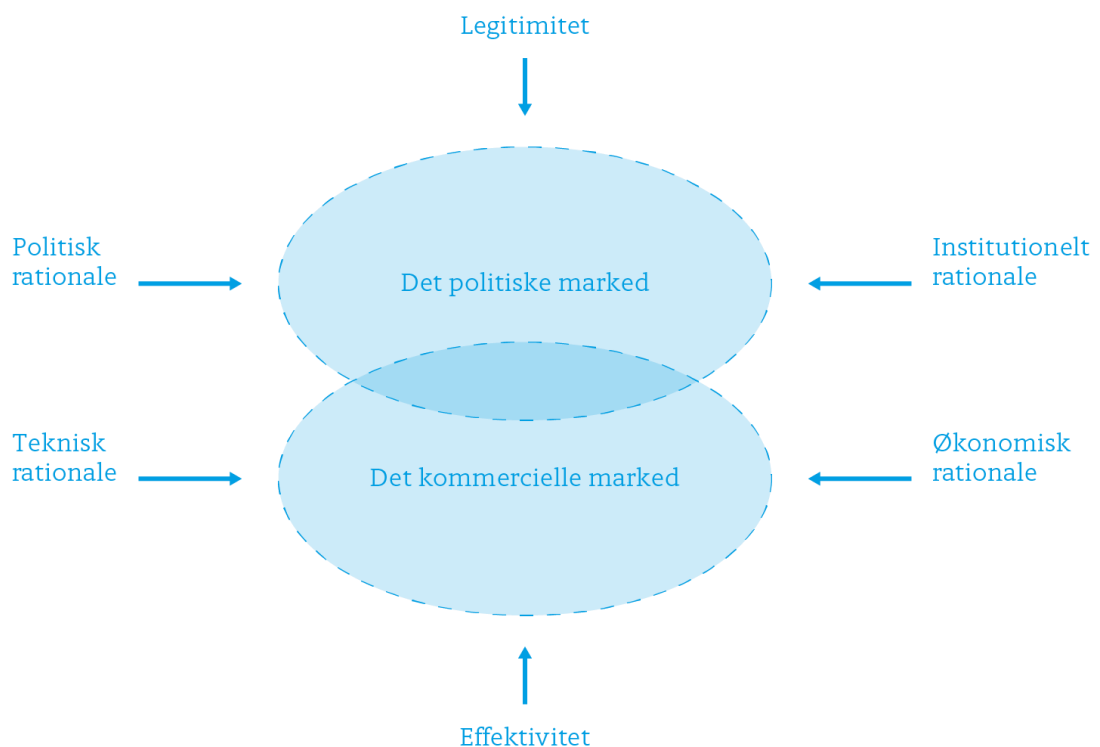 Legitimitet
Politisk
rationale
Institutionelt
rationale
Det politiske marked
Teknisk
rationale
Økonomisk
rationale
Det kommercielle marked
Effektivitet